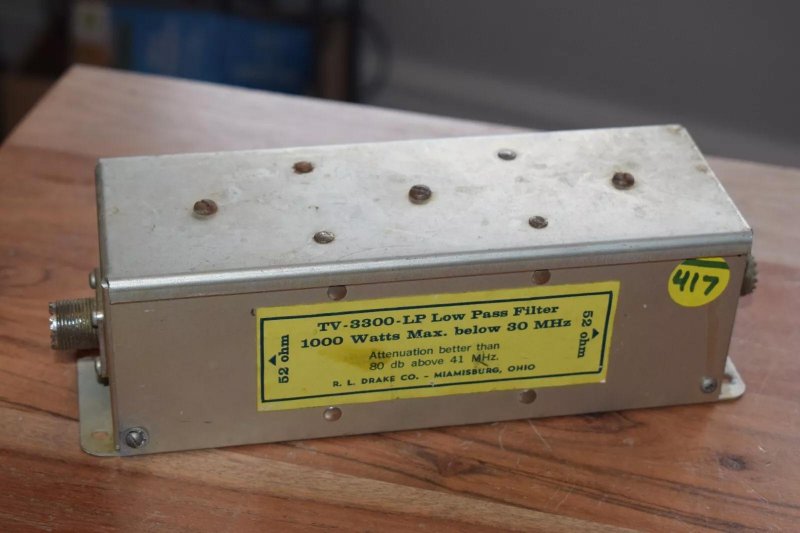 TV-3300-LP Low Pass Filter
1000 Watts Max. below 30 MHz
Attenuation better than
80 db above 41 MHz.
R. L. DRAKE CO. - MIAMISBURG, OHIO
52 ohm
52 ohm
417